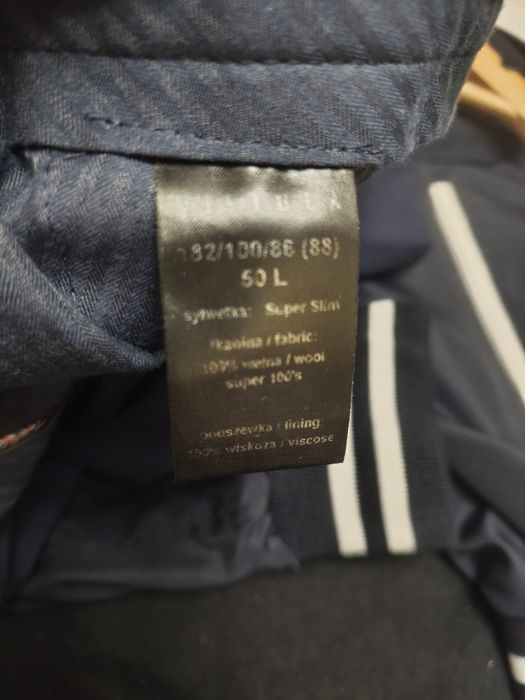 182/100/86 (88)
50 L
sylwetka: Super Slim
tkanina / fabric:
100% wełna / wool
super 100's
podszewka / lining:
100% wiskoza / viscose